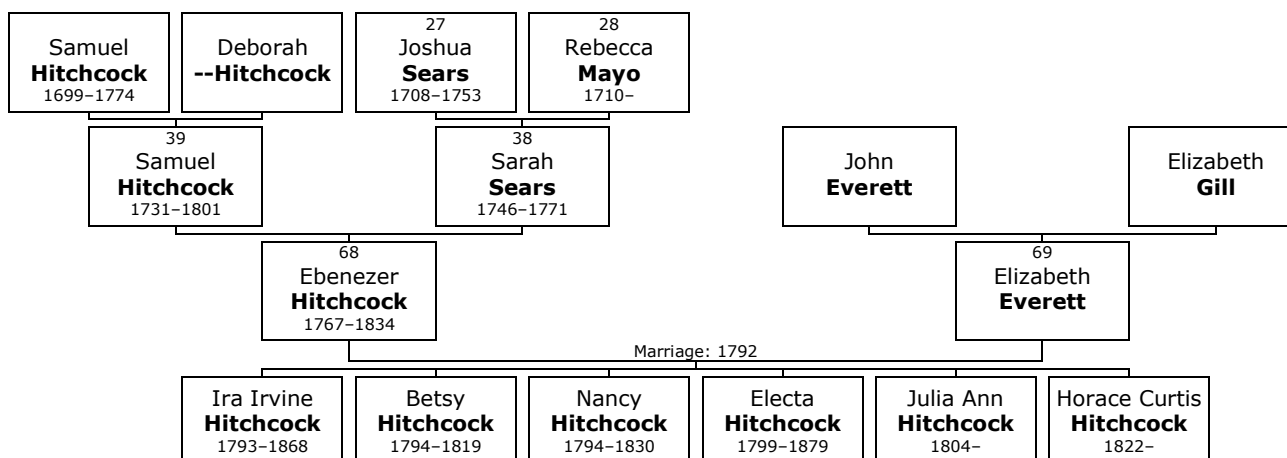 Samuel
Hitchcock
1699–1774
Deborah
--Hitchcock
27
Joshua
Sears
1708–1753
28
Rebecca
Mayo
1710–
39
Samuel
Hitchcock
1731–1801
38
Sarah
Sears
1746–1771
John
Everett
Elizabeth
Gill
68
Ebenezer
Hitchcock
1767–1834
69
Elizabeth
Everett
Marriage: 1792
Ira Irvine
Hitchcock
1793–1868
Betsy
Hitchcock
1794–1819
Nancy
Hitchcock
1794–1830
Electa
Hitchcock
1799–1879
Julia Ann
Hitchcock
1804–
Horace Curtis
Hitchcock
1822–